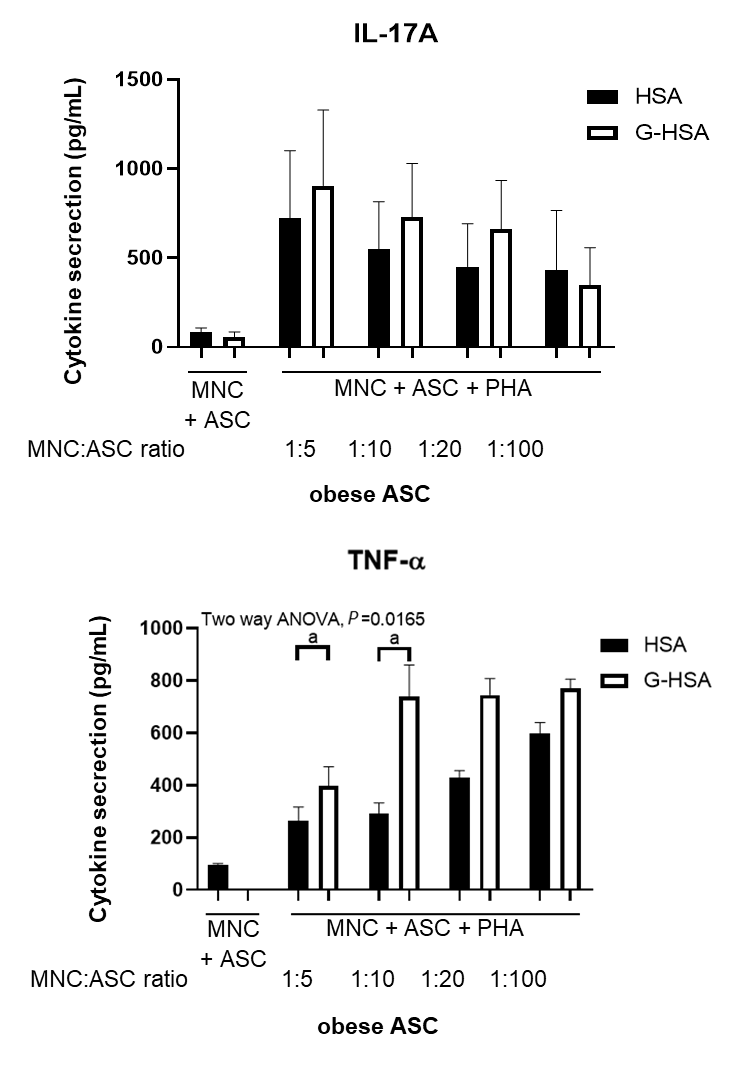 IL-17A
Cytokine secrection (pg/mL)
1500
1000
500
0
HSA
G-HSA
MNC
+ ASC
MNC + ASC + PHA
MNC:ASC ratio 1:5 1:10 1:20 1:100
obese ASC
TNF-α
Cytokine secrection (pg/mL)
Two way ANOVA, P=0.0165
a a
1000
800
600
400
200
0
HSA
G-HSA
MNC
+ ASC
MNC + ASC + PHA
MNC:ASC ratio 1:5 1:10 1:20 1:100
obese ASC